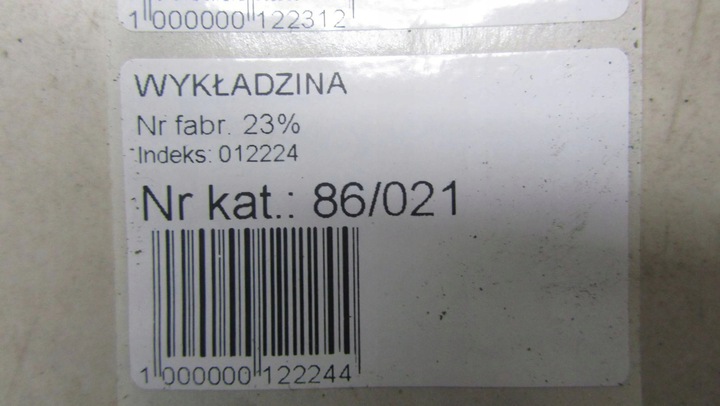 1 000000 122312
WYKŁADZINA
Nr fabr. 23%
Indeks: 012224
Nr kat.: 86/021
1 000000 122244